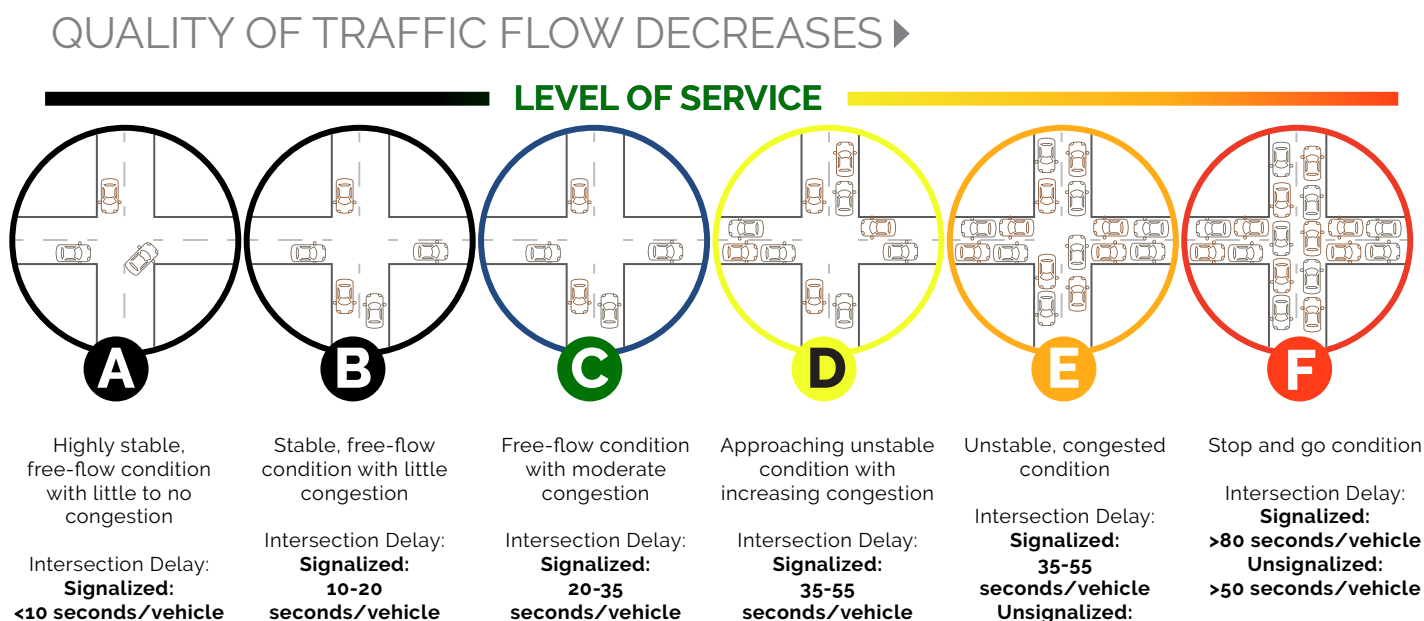 QUALITY OF TRAFFIC FLOW DECREASES
LEVEL OF SERVICE
A
Highly stable,
free-flow condition
with little to no
congestion
Intersection Delay:
Signalized:
<10 seconds/vehicle
B
Stable, free-flow
condition with little
congestion
Intersection Delay:
Signalized:
10-20
seconds/vehicle
C
Free-flow condition
with moderate
congestion
Intersection Delay:
Signalized:
20-35
seconds/vehicle
D
Approaching unstable
condition with
increasing congestion
Intersection Delay:
Signalized:
35-55
seconds/vehicle
E
Unstable, congested
condition
Intersection Delay:
Signalized:
35-55
seconds/vehicle
Unsignalized:
F
Stop and go condition
Intersection Delay:
Signalized:
>80 seconds/vehicle
Unsignalized:
>50 seconds/vehicle